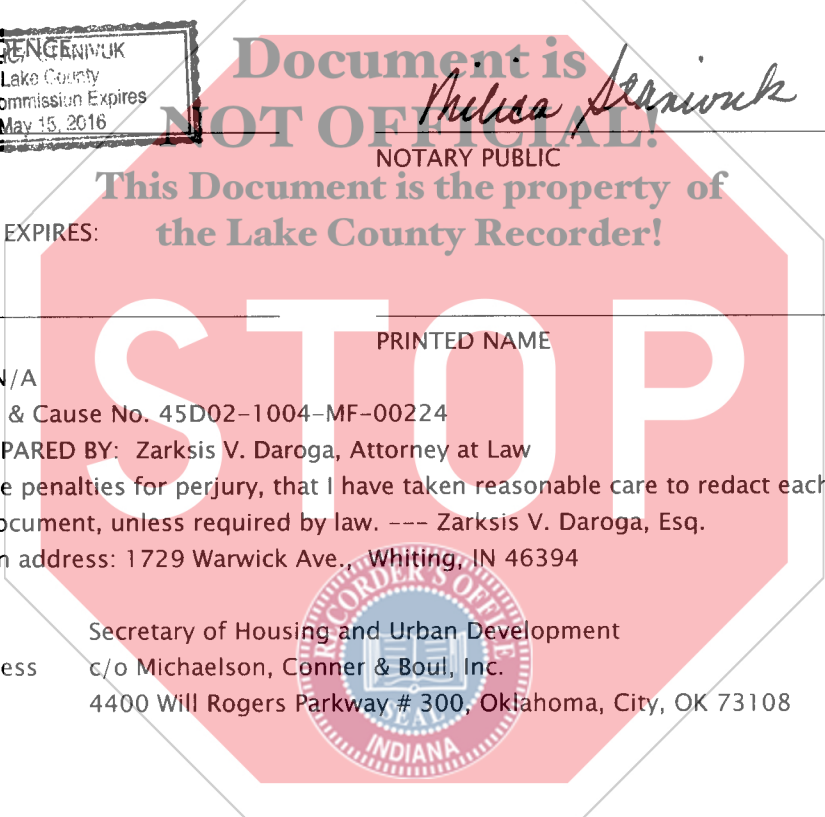 Document is
NOT OFFICIAL!
This Document is the property of
the Lake County Recorder!
STANIVUK
Lake County
ommission Expires
May 15, 2016
Milica Stanivuk
NOTARY PUBLIC
EXPIRES:
STOP
PRINTED NAME
N/A
& Cause No. 45D02-1004-MF-00224
PARED BY: Zarksis V. Daroga, Attorney at Law
e penalties for perjury, that I have taken reasonable care to redact each
ocument, unless required by law. --- Zarksis V. Daroga, Esq.
n address: 1729 Warwick Ave., Whiting, IN 46394
Secretary of Housing and Urban Development
ess c/o Michaelson, Conner & Boul, Inc.
4400 Will Rogers Parkway # 300, Oklahoma, City, OK 73108
RECORDER'S OFFICE
SEAL
INDIANA